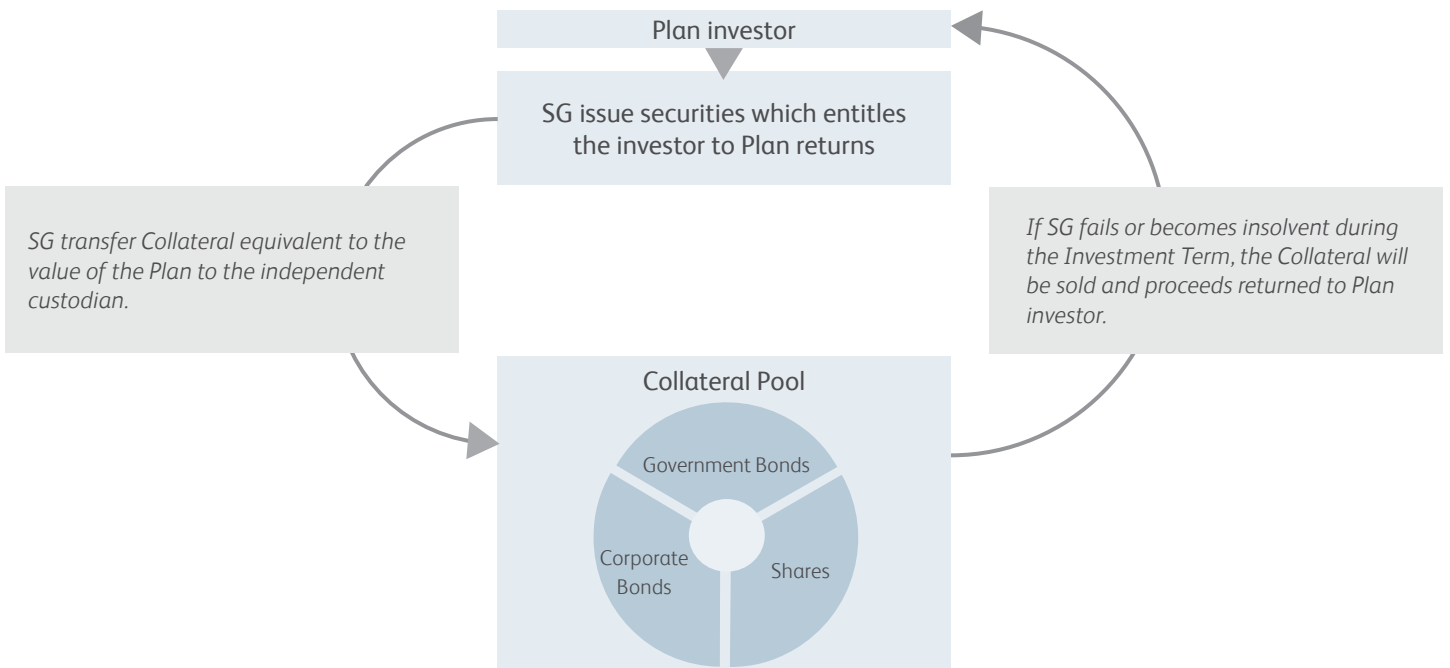 Plan investor
SG issue securities which entitles
the investor to Plan returns
SG transfer Collateral equivalent to the
value of the Plan to the independent
custodian.
If SG fails or becomes insolvent during
the Investment Term, the Collateral will
be sold and proceeds returned to Plan
investor.
Collateral Pool
Government Bonds
Corporate
Bonds
Shares